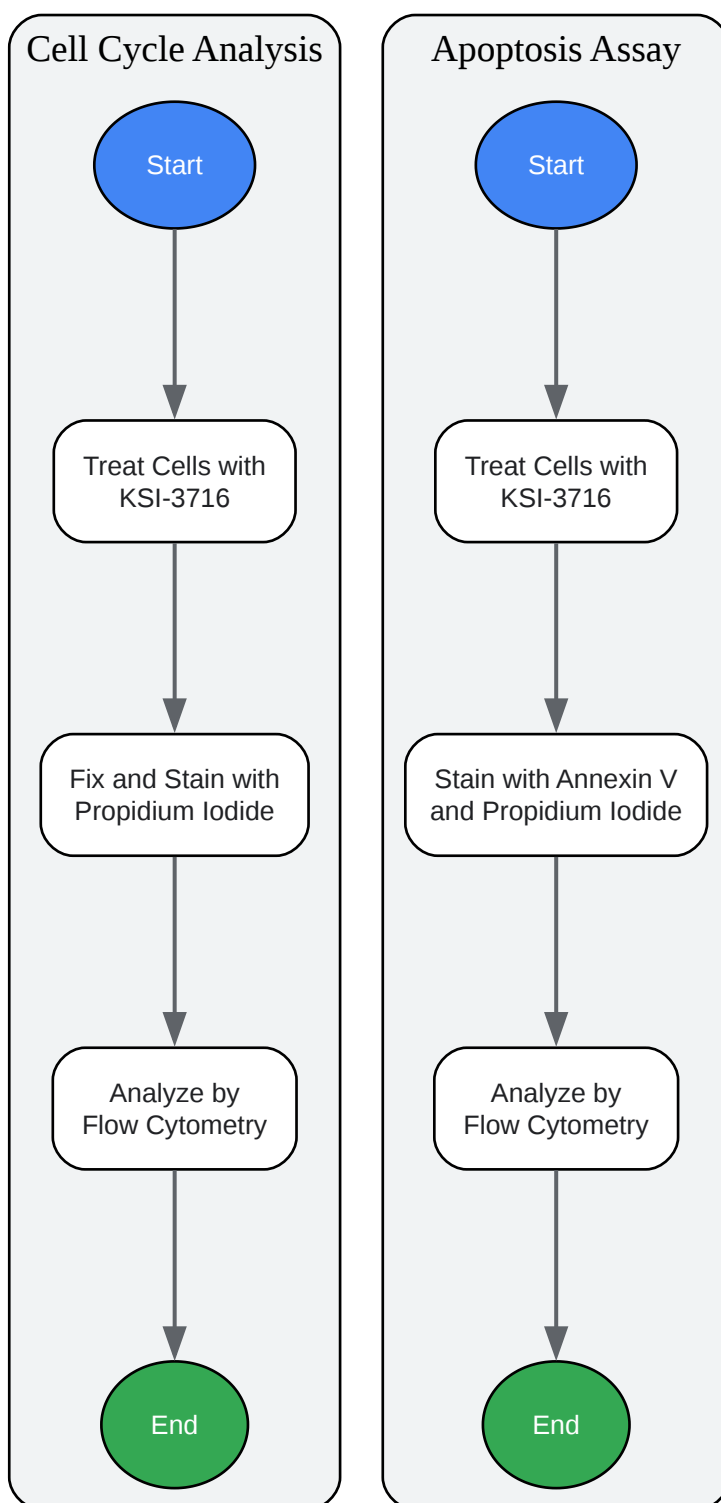 Cell Cycle Analysis
Start
Treat Cells with
KSI-3716
Fix and Stain with
Propidium Iodide
Analyze by
Flow Cytometry
End
Apoptosis Assay
Start
Treat Cells with
KSI-3716
Stain with Annexin V
and Propidium Iodide
Analyze by
Flow Cytometry
End